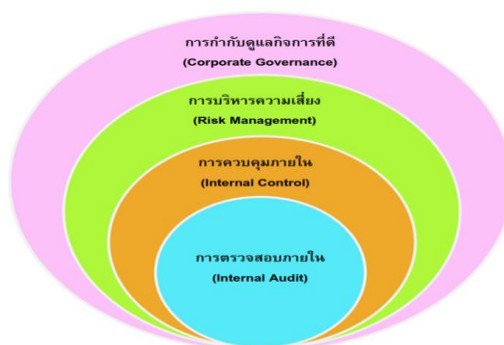 การกำกับดูแลกิจการที่ดี
(Corporate Governance)
การบริหารความเสี่ยง
(Risk Management)
การควบคุมภายใน
(Internal Control)
การตรวจสอบภายใน
(Internal Audit)